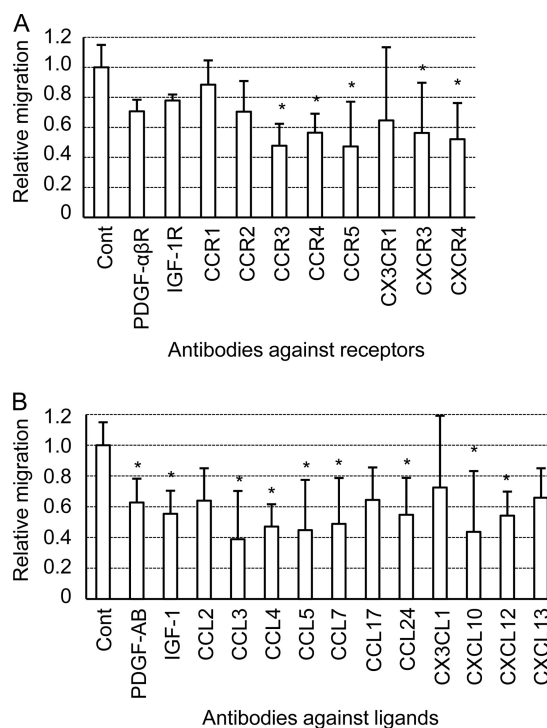 A
Relative migration
1.2
1.0
0.8
0.6
0.4
0.2
0
* * * * *
Cont
PDGF-αβR
IGF-1R
CCR1
CCR2
CCR3
CCR4
CCR5
CX3CR1
CXCR3
CXCR4
Antibodies against receptors
B
Relative migration
1.2
1.0
0.8
0.6
0.4
0.2
0
* * * * * * * * *
Cont
PDGF-AB
IGF-1
CCL2
CCL3
CCL4
CCL5
CCL7
CCL17
CCL24
CX3CL1
CXCL10
CXCL12
CXCL13
Antibodies against ligands